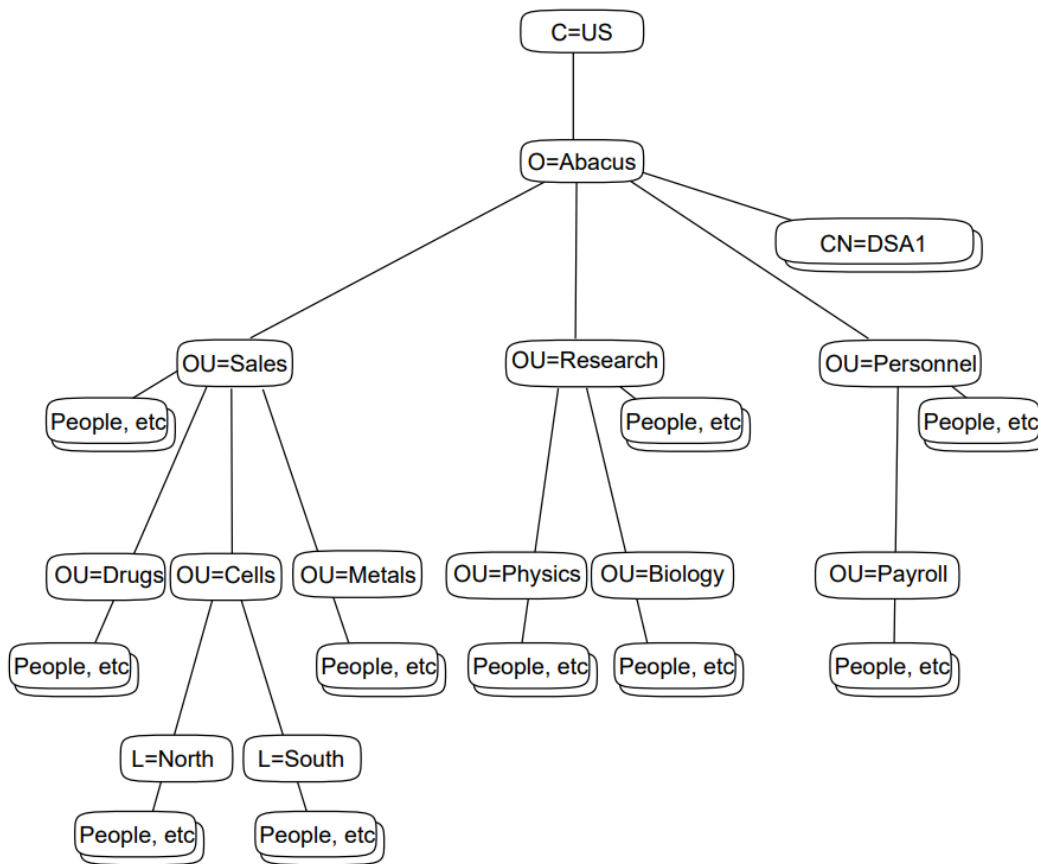 C=US
O=Abacus
CN=DSA1
OU=Sales
OU=Research
OU=Personnel
People, etc
People, etc
People, etc
OU=Drugs
OU=Cells
OU=Metals
OU=Physics
OU=Biology
OU=Payroll
People, etc
People, etc
People, etc
People, etc
People, etc
L=North
L=South
People, etc
People, etc